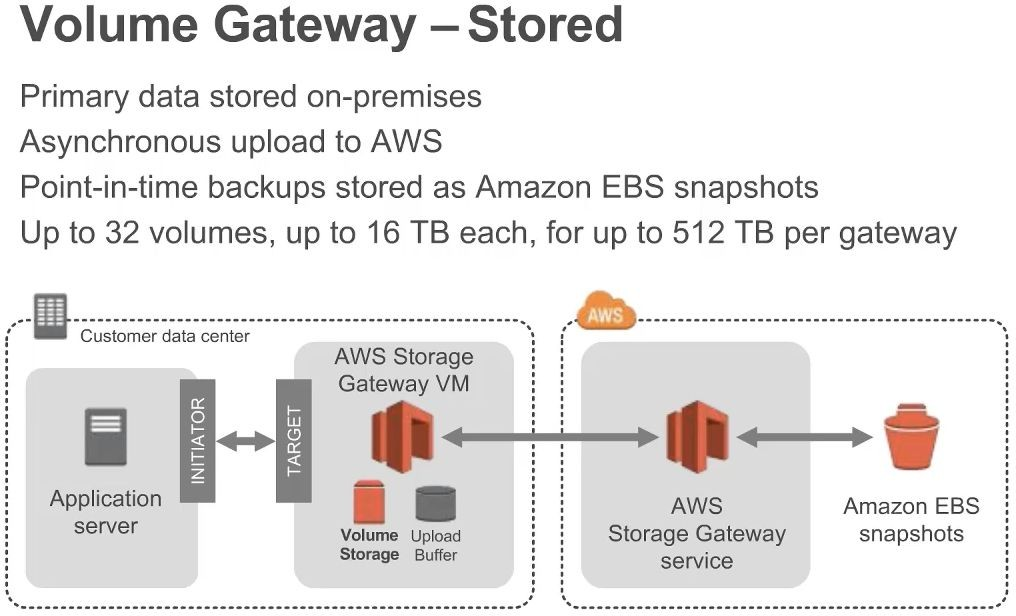 Volume Gateway – Stored
Primary data stored on-premises
Asynchronous upload to AWS
Point-in-time backups stored as Amazon EBS snapshots
Up to 32 volumes, up to 16 TB each, for up to 512 TB per gateway
Customer data center
AWS
Application
server
INITIATOR
TARGET
AWS Storage
Gateway VM
Volume
Storage
Upload
Buffer
AWS
Storage Gateway
service
Amazon EBS
snapshots